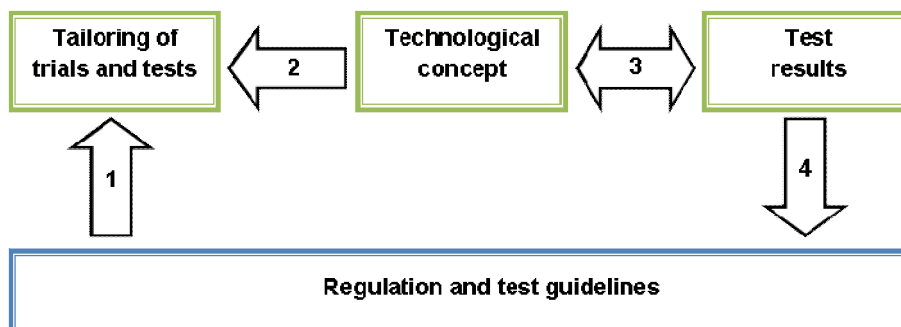 Tailoring of
trials and tests
2
Technological
concept
3
Test
results
1
4
Regulation and test guidelines